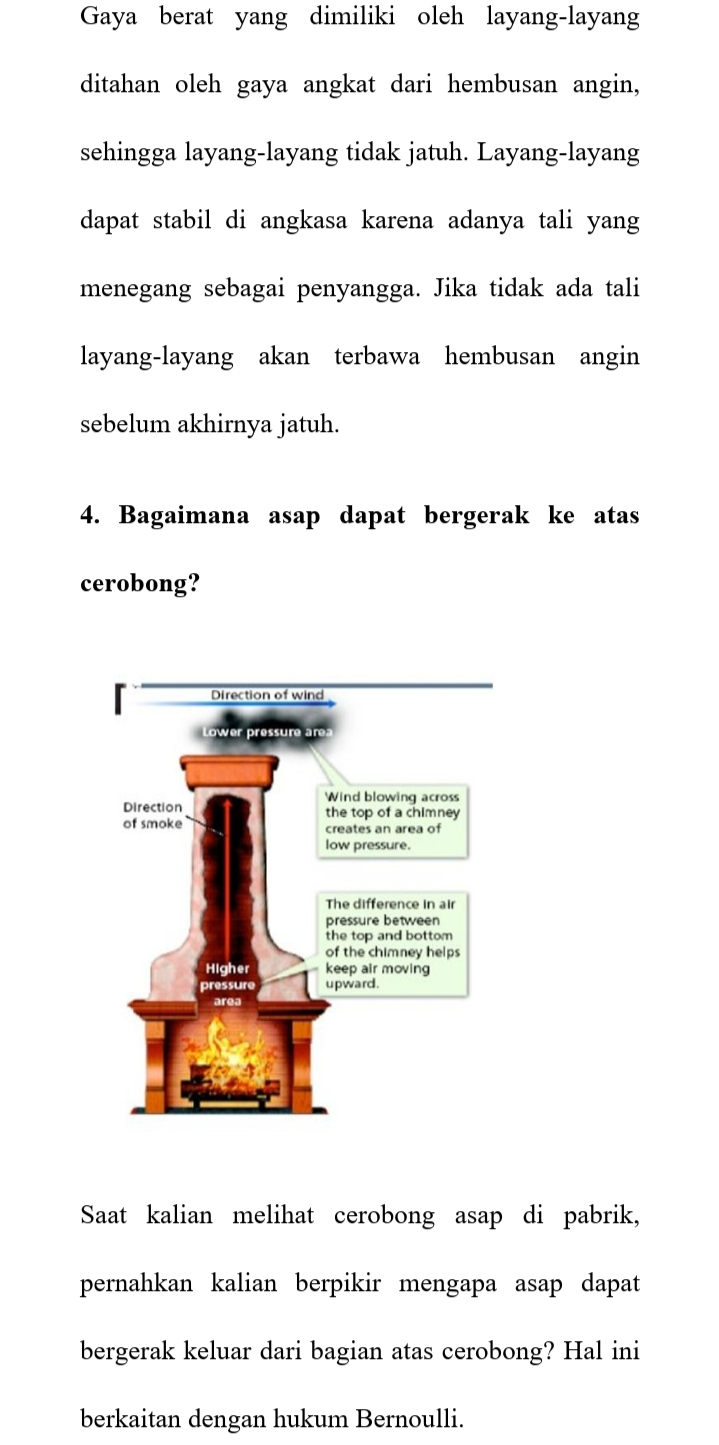 Gaya berat yang dimiliki oleh layang-layang
ditahan oleh gaya angkat dari hembusan angin,
sehingga layang-layang tidak jatuh. Layang-layang
dapat stabil di angkasa karena adanya tali yang
menegang sebagai penyangga. Jika tidak ada tali
layang-layang akan terbawa hembusan angin
sebelum akhirnya jatuh.
4. Bagaimana asap dapat bergerak ke atas
cerobong?
Direction of wind
Lower pressure area
Wind blowing across
the top of a chimney
creates an area of
low pressure.
Direction
of smoke
The difference in air
pressure between
the top and bottom
of the chimney helps
keep air moving
upward.
Higher
pressure
area
Saat kalian melihat cerobong asap di pabrik,
pernahkan kalian berpikir mengapa asap dapat
bergerak keluar dari bagian atas cerobong? Hal ini
berkaitan dengan hukum Bernoulli.